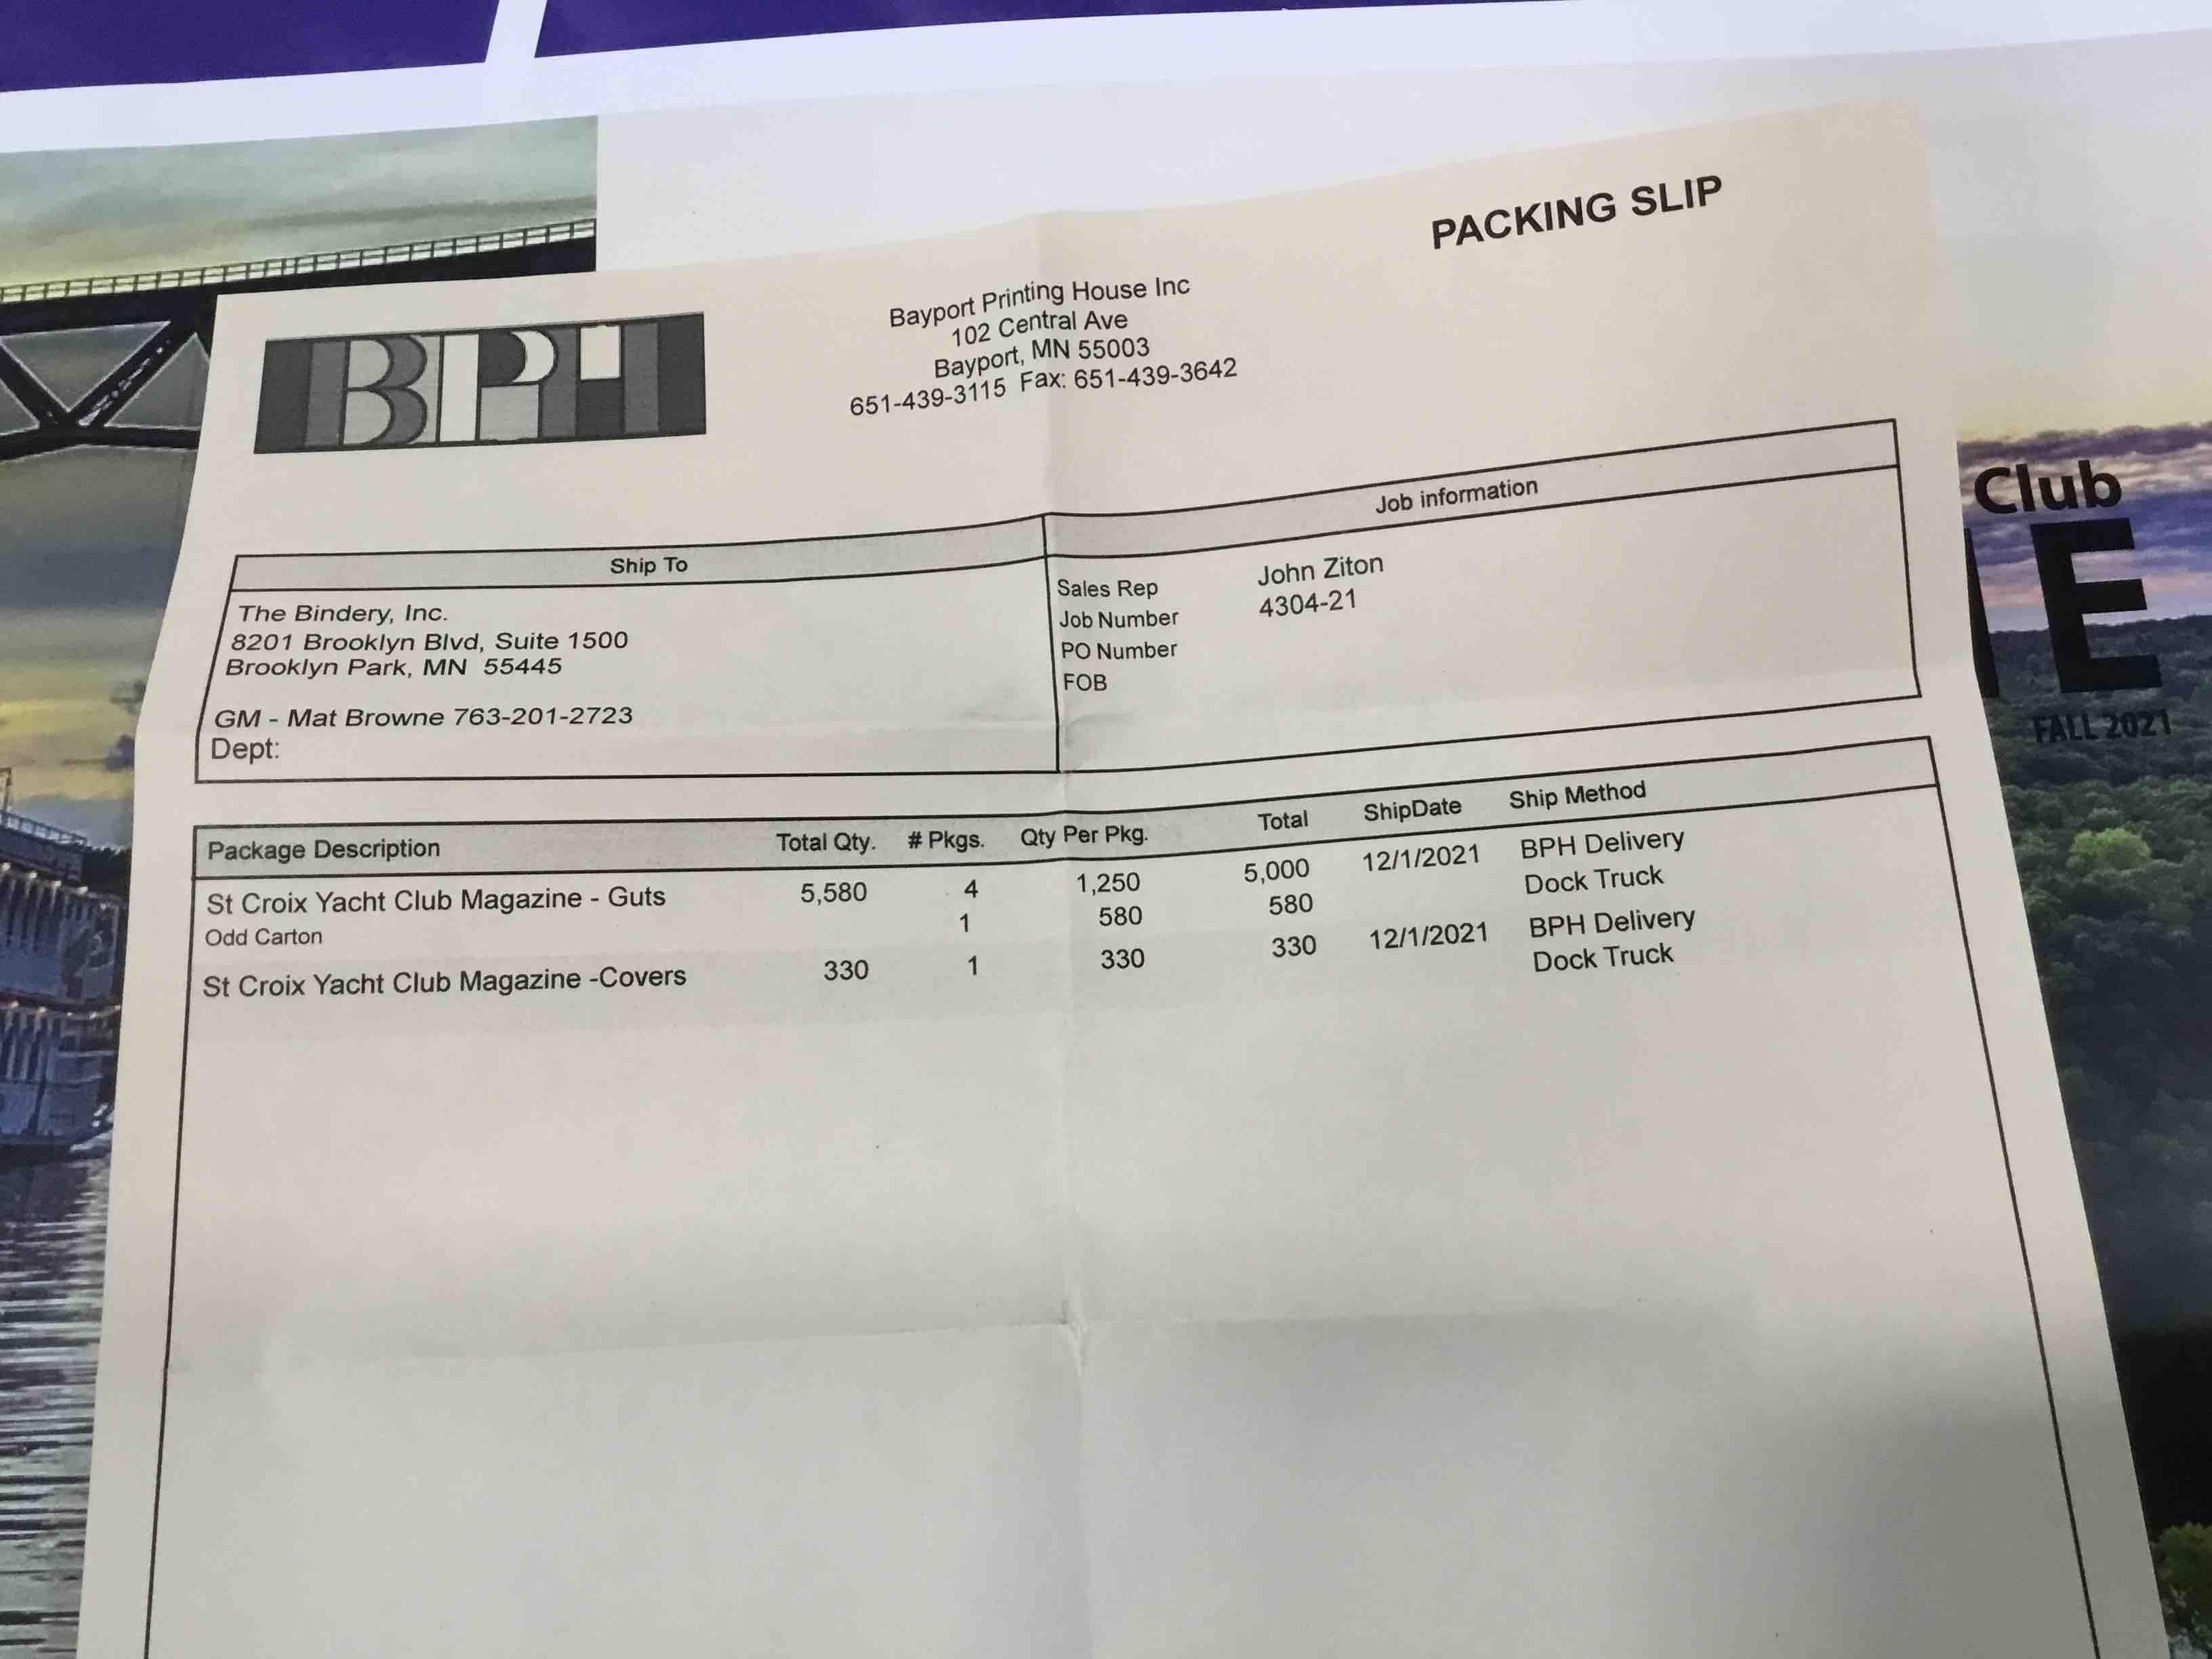 PACKING SLIP
BPH
Bayport Printing House Inc
102 Central Ave
Bayport, MN 55003
651-439-3115 Fax: 651-439-3642
Ship To
The Bindery, Inc.
8201 Brooklyn Blvd, Suite 1500
Brooklyn Park, MN 55445
GM - Mat Browne 763-201-2723
Dept:
Job information
Sales Rep John Ziton
Job Number 4304-21
PO Number
FOB
Package Description Total Qty. # Pkgs. Qty Per Pkg. Total ShipDate Ship Method
St Croix Yacht Club Magazine - Guts 5,580 4 1,250 5,000 12/1/2021 BPH Delivery
Odd Carton 1 580 580 Dock Truck
St Croix Yacht Club Magazine -Covers 330 1 330 330 12/1/2021 BPH Delivery
Dock Truck
Club
E
FALL 2021